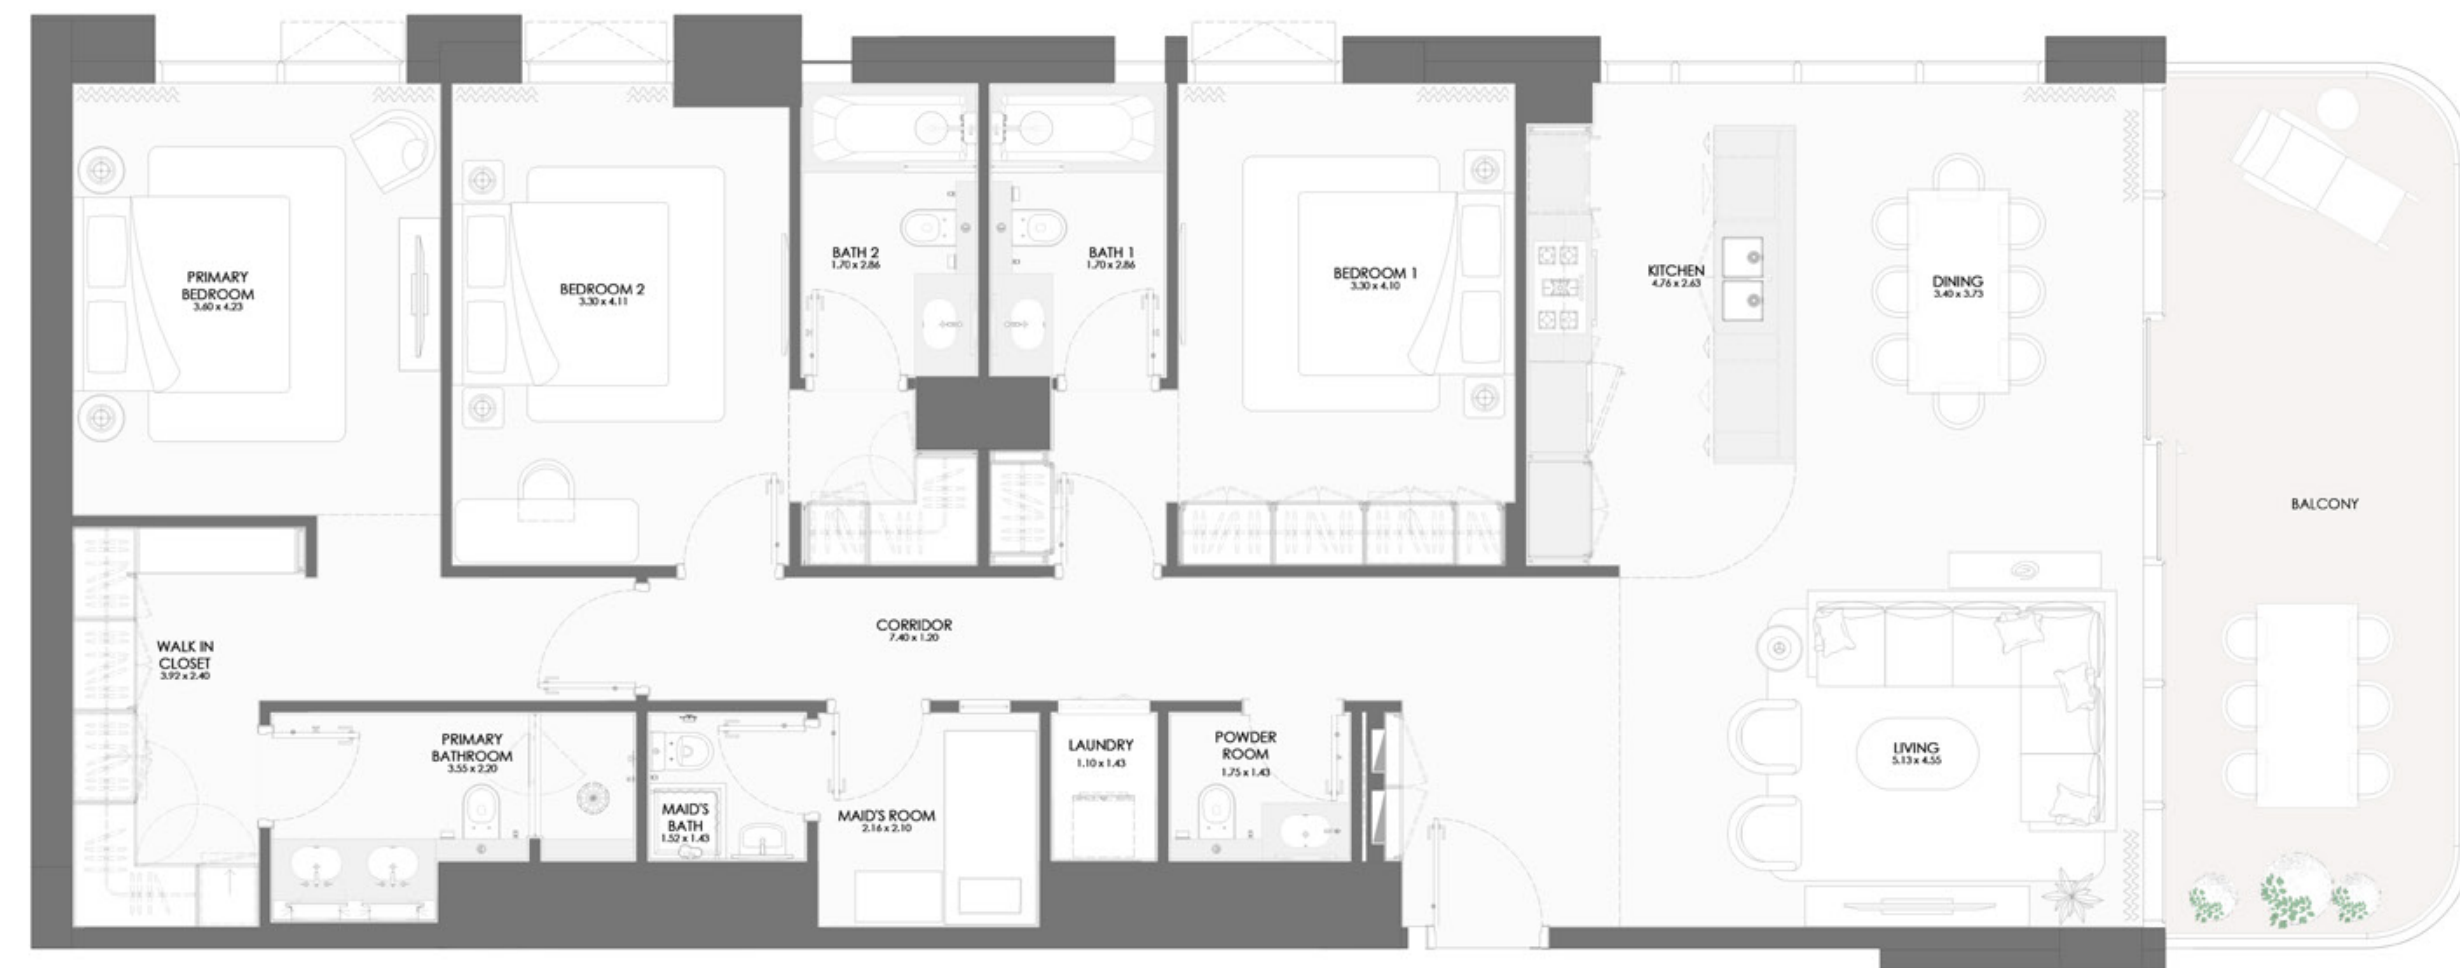 PRIMARY
BEDROOM
3.60 x 4.23
BEDROOM 2
3.30 x 4.11
BATH 2
1.70 x 2.86
BATH 1
1.70 x 2.86
BEDROOM 1
3.30 x 4.10
KITCHEN
4.76 x 2.63
DINING
3.40 x 3.73
BALCONY
WALK IN
CLOSET
3.92 x 2.40
CORRIDOR
7.40 x 1.20
PRIMARY
BATHROOM
3.55 x 2.20
MAID'S
BATH
1.52 x 1.43
MAID'S ROOM
2.16 x 2.10
LAUNDRY
1.10 x 1.43
POWDER
ROOM
1.75 x 1.43
LIVING
5.13 x 4.55